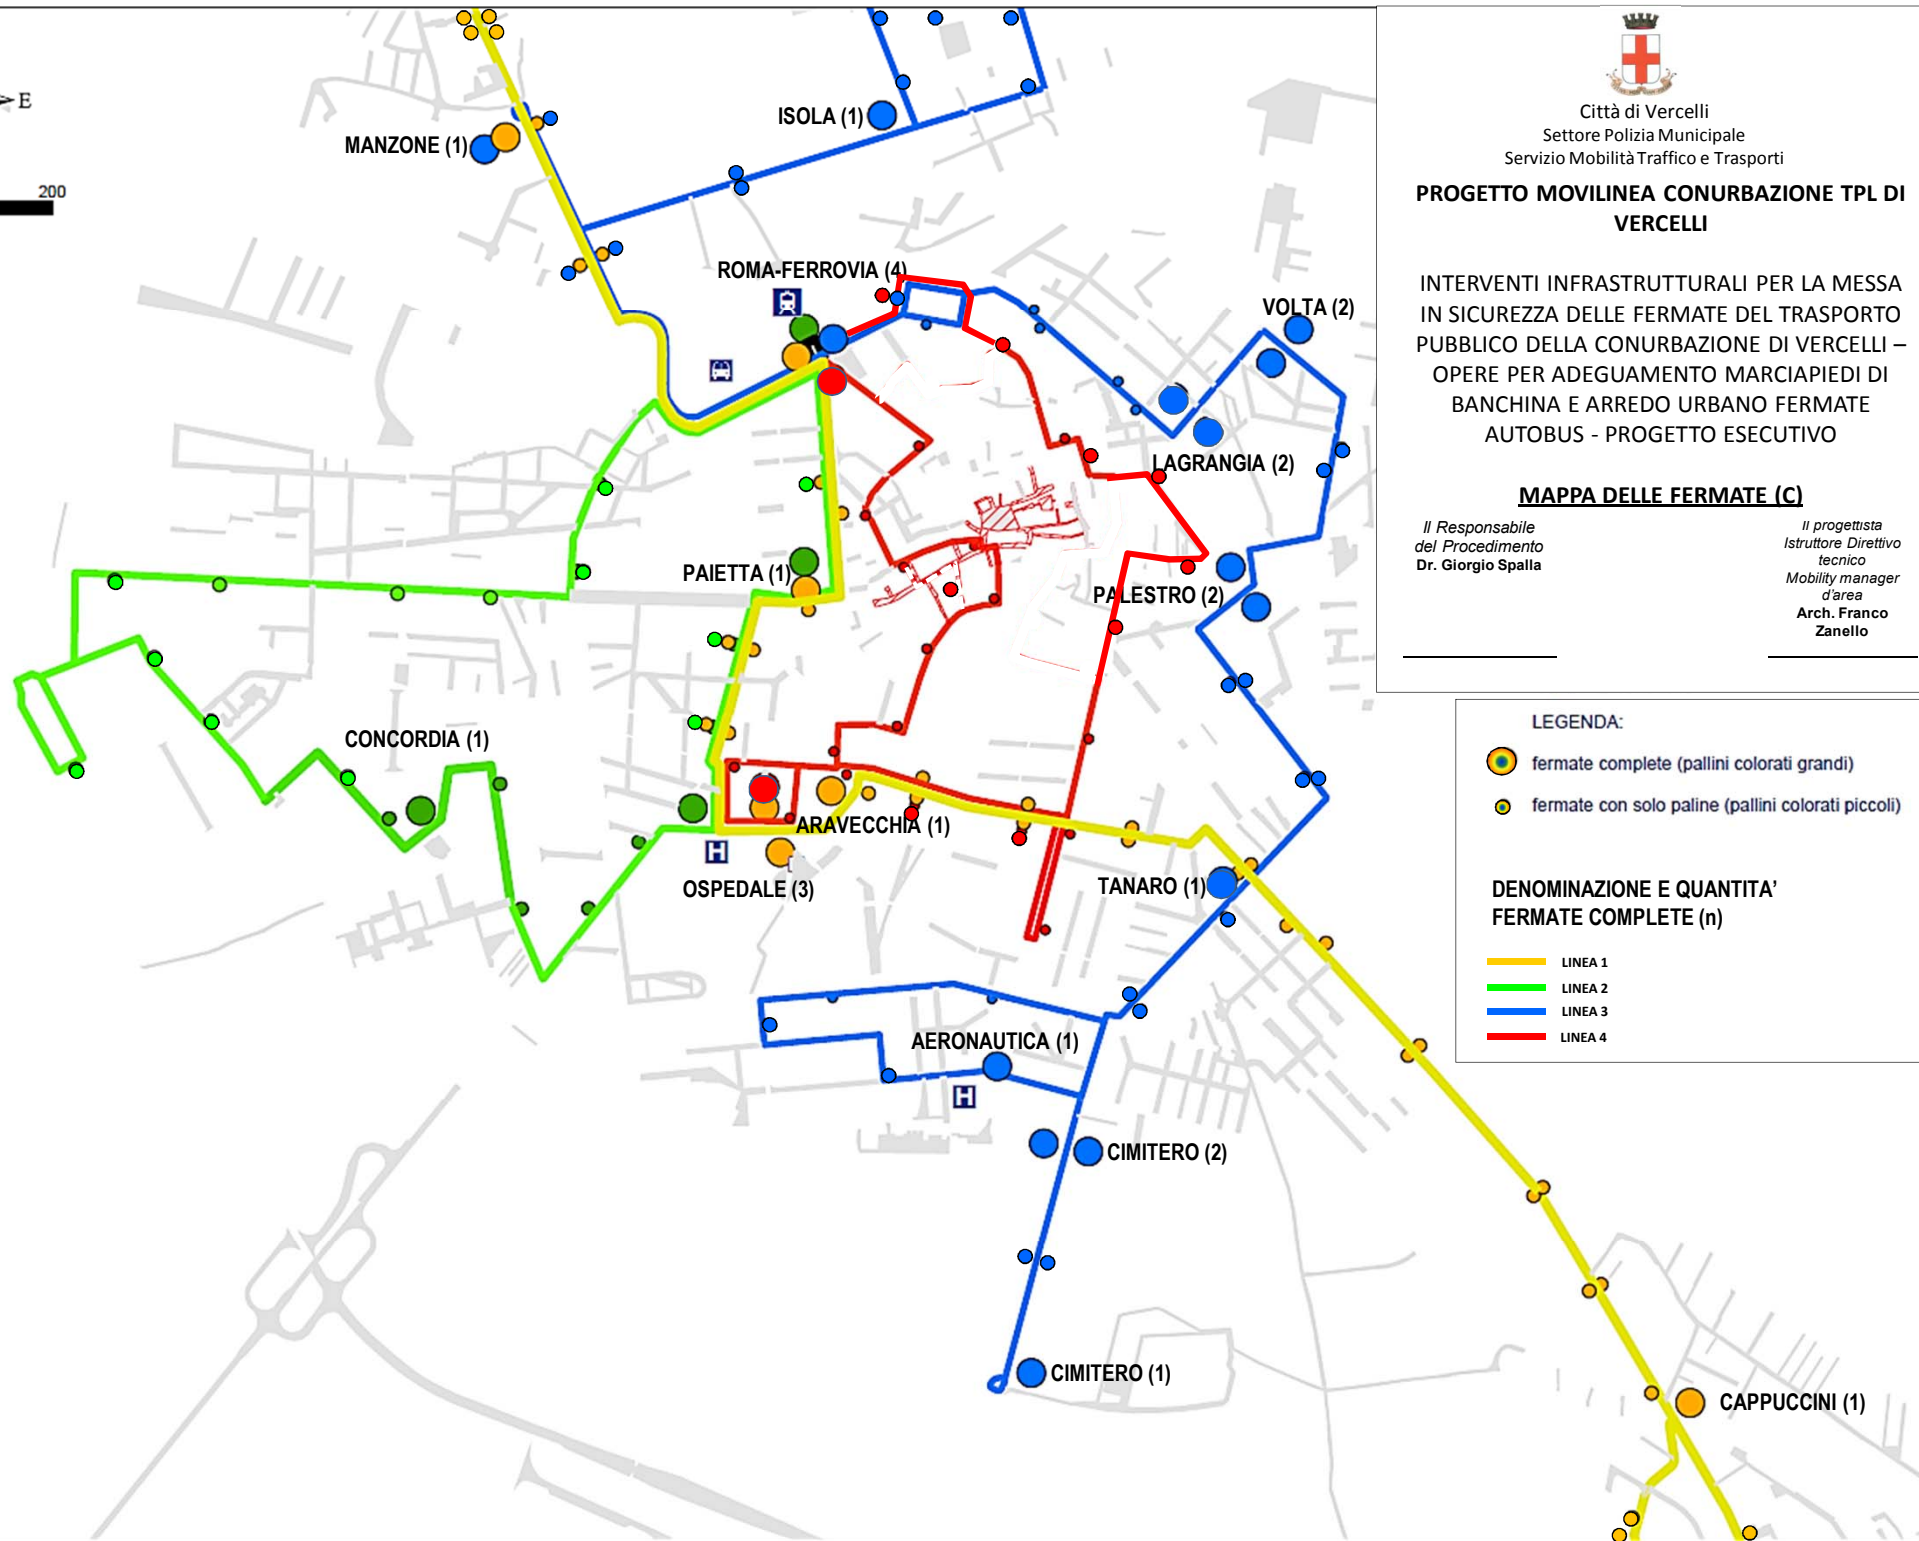 E
200
MANZONE (1)
ISOLA (1)
ROMA-FERROVIA (4)
VOLTA (2)
LAGRANGIA (2)
PAIETTA (1)
PALESTRO (2)
CONCORDIA (1)
ARAVECCHIA (1)
H
OSPEDALE (3)
TANARO (1)
AERONAUTICA (1)
H
CIMITERO (2)
CIMITERO (1)
CAPPUCCINI (1)
Città di Vercelli
Settore Polizia Municipale
Servizio Mobilità Traffico e Trasporti
PROGETTO MOVILINEA CONURBAZIONE TPL DI
VERCELLI
INTERVENTI INFRASTRUTTURALI PER LA MESSA
IN SICUREZZA DELLE FERMATE DEL TRASPORTO
PUBBLICO DELLA CONURBAZIONE DI VERCELLI –
OPERE PER ADEGUAMENTO MARCIAPIEDI DI
BANCHINA E ARREDO URBANO FERMATE
AUTOBUS - PROGETTO ESECUTIVO
MAPPA DELLE FERMATE (C)
Il Responsabile
del Procedimento
Dr. Giorgio Spalla
Il progettista
Istruttore Direttivo
tecnico
Mobility manager
d'area
Arch. Franco
Zanello
LEGENDA:
fermate complete (pallini colorati grandi)
fermate con solo paline (pallini colorati piccoli)
DENOMINAZIONE E QUANTITA'
FERMATE COMPLETE (n)
LINEA 1
LINEA 2
LINEA 3
LINEA 4